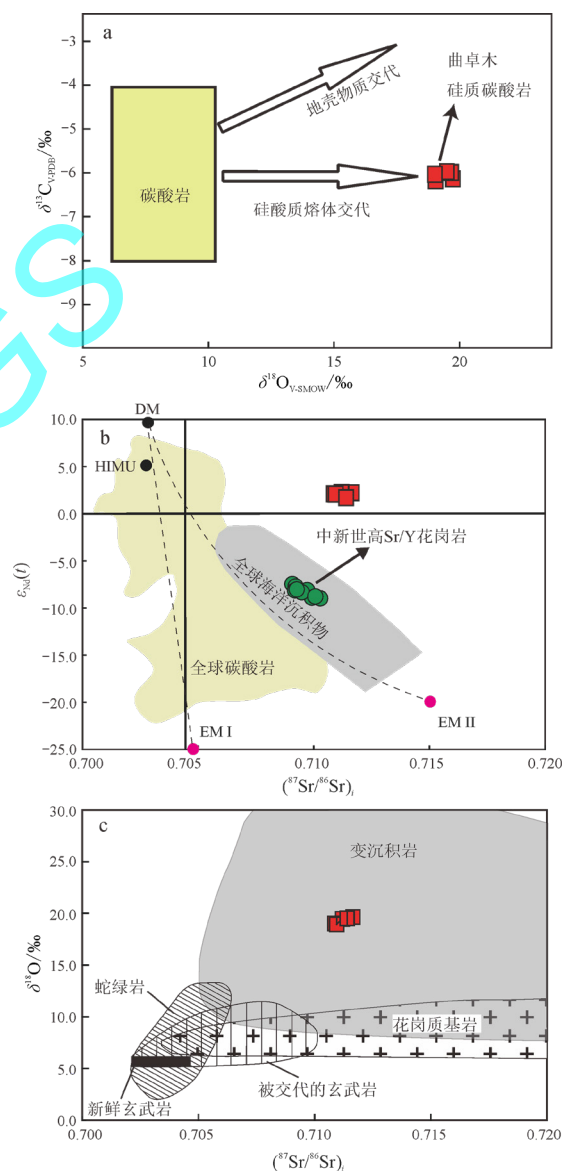 a
−3
−4
−5
−6
−7
−8
−9
δ¹³C V-PDB/‰
地壳物质交代
曲卓木
硅质碳酸岩
碳酸岩
硅酸质熔体交代
5
10
15
20
δ¹⁸O V-SMOW/‰
GS
b
10.0
5.0
0.0
−5.0
−10.0
−15.0
−20.0
−25.0
εNd(t)
DM
HIMU
中新世高Sr/Y花岗岩
全球海洋沉积物
全球碳酸岩
EM I
EM II
0.700
0.705
0.710
0.715
0.720
(⁸⁷Sr/⁸⁶Sr)i
c
30.0
25.0
20.0
15.0
10.0
5.0
0.0
δ¹⁸O/‰
变沉积岩
蛇绿岩
花岗质基岩
新鲜玄武岩
被交代的玄武岩
0.700
0.705
0.710
0.715
0.720
(⁸⁷Sr/⁸⁶Sr)i